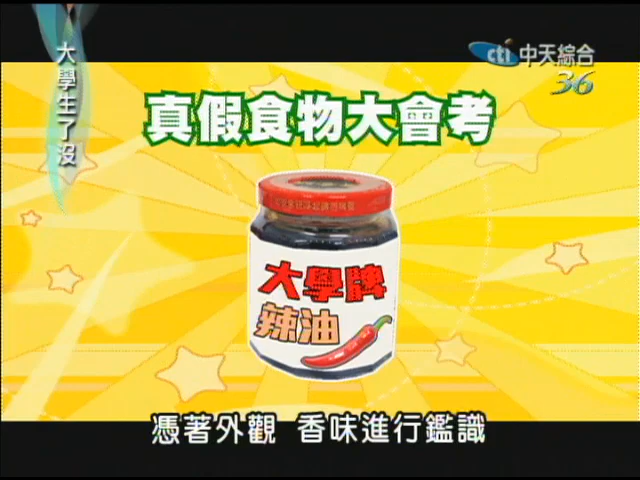 大學生了沒
cti 中天綜合
36
真假食物大會考
大學牌
辣油
憑著外觀 香味進行鑑識